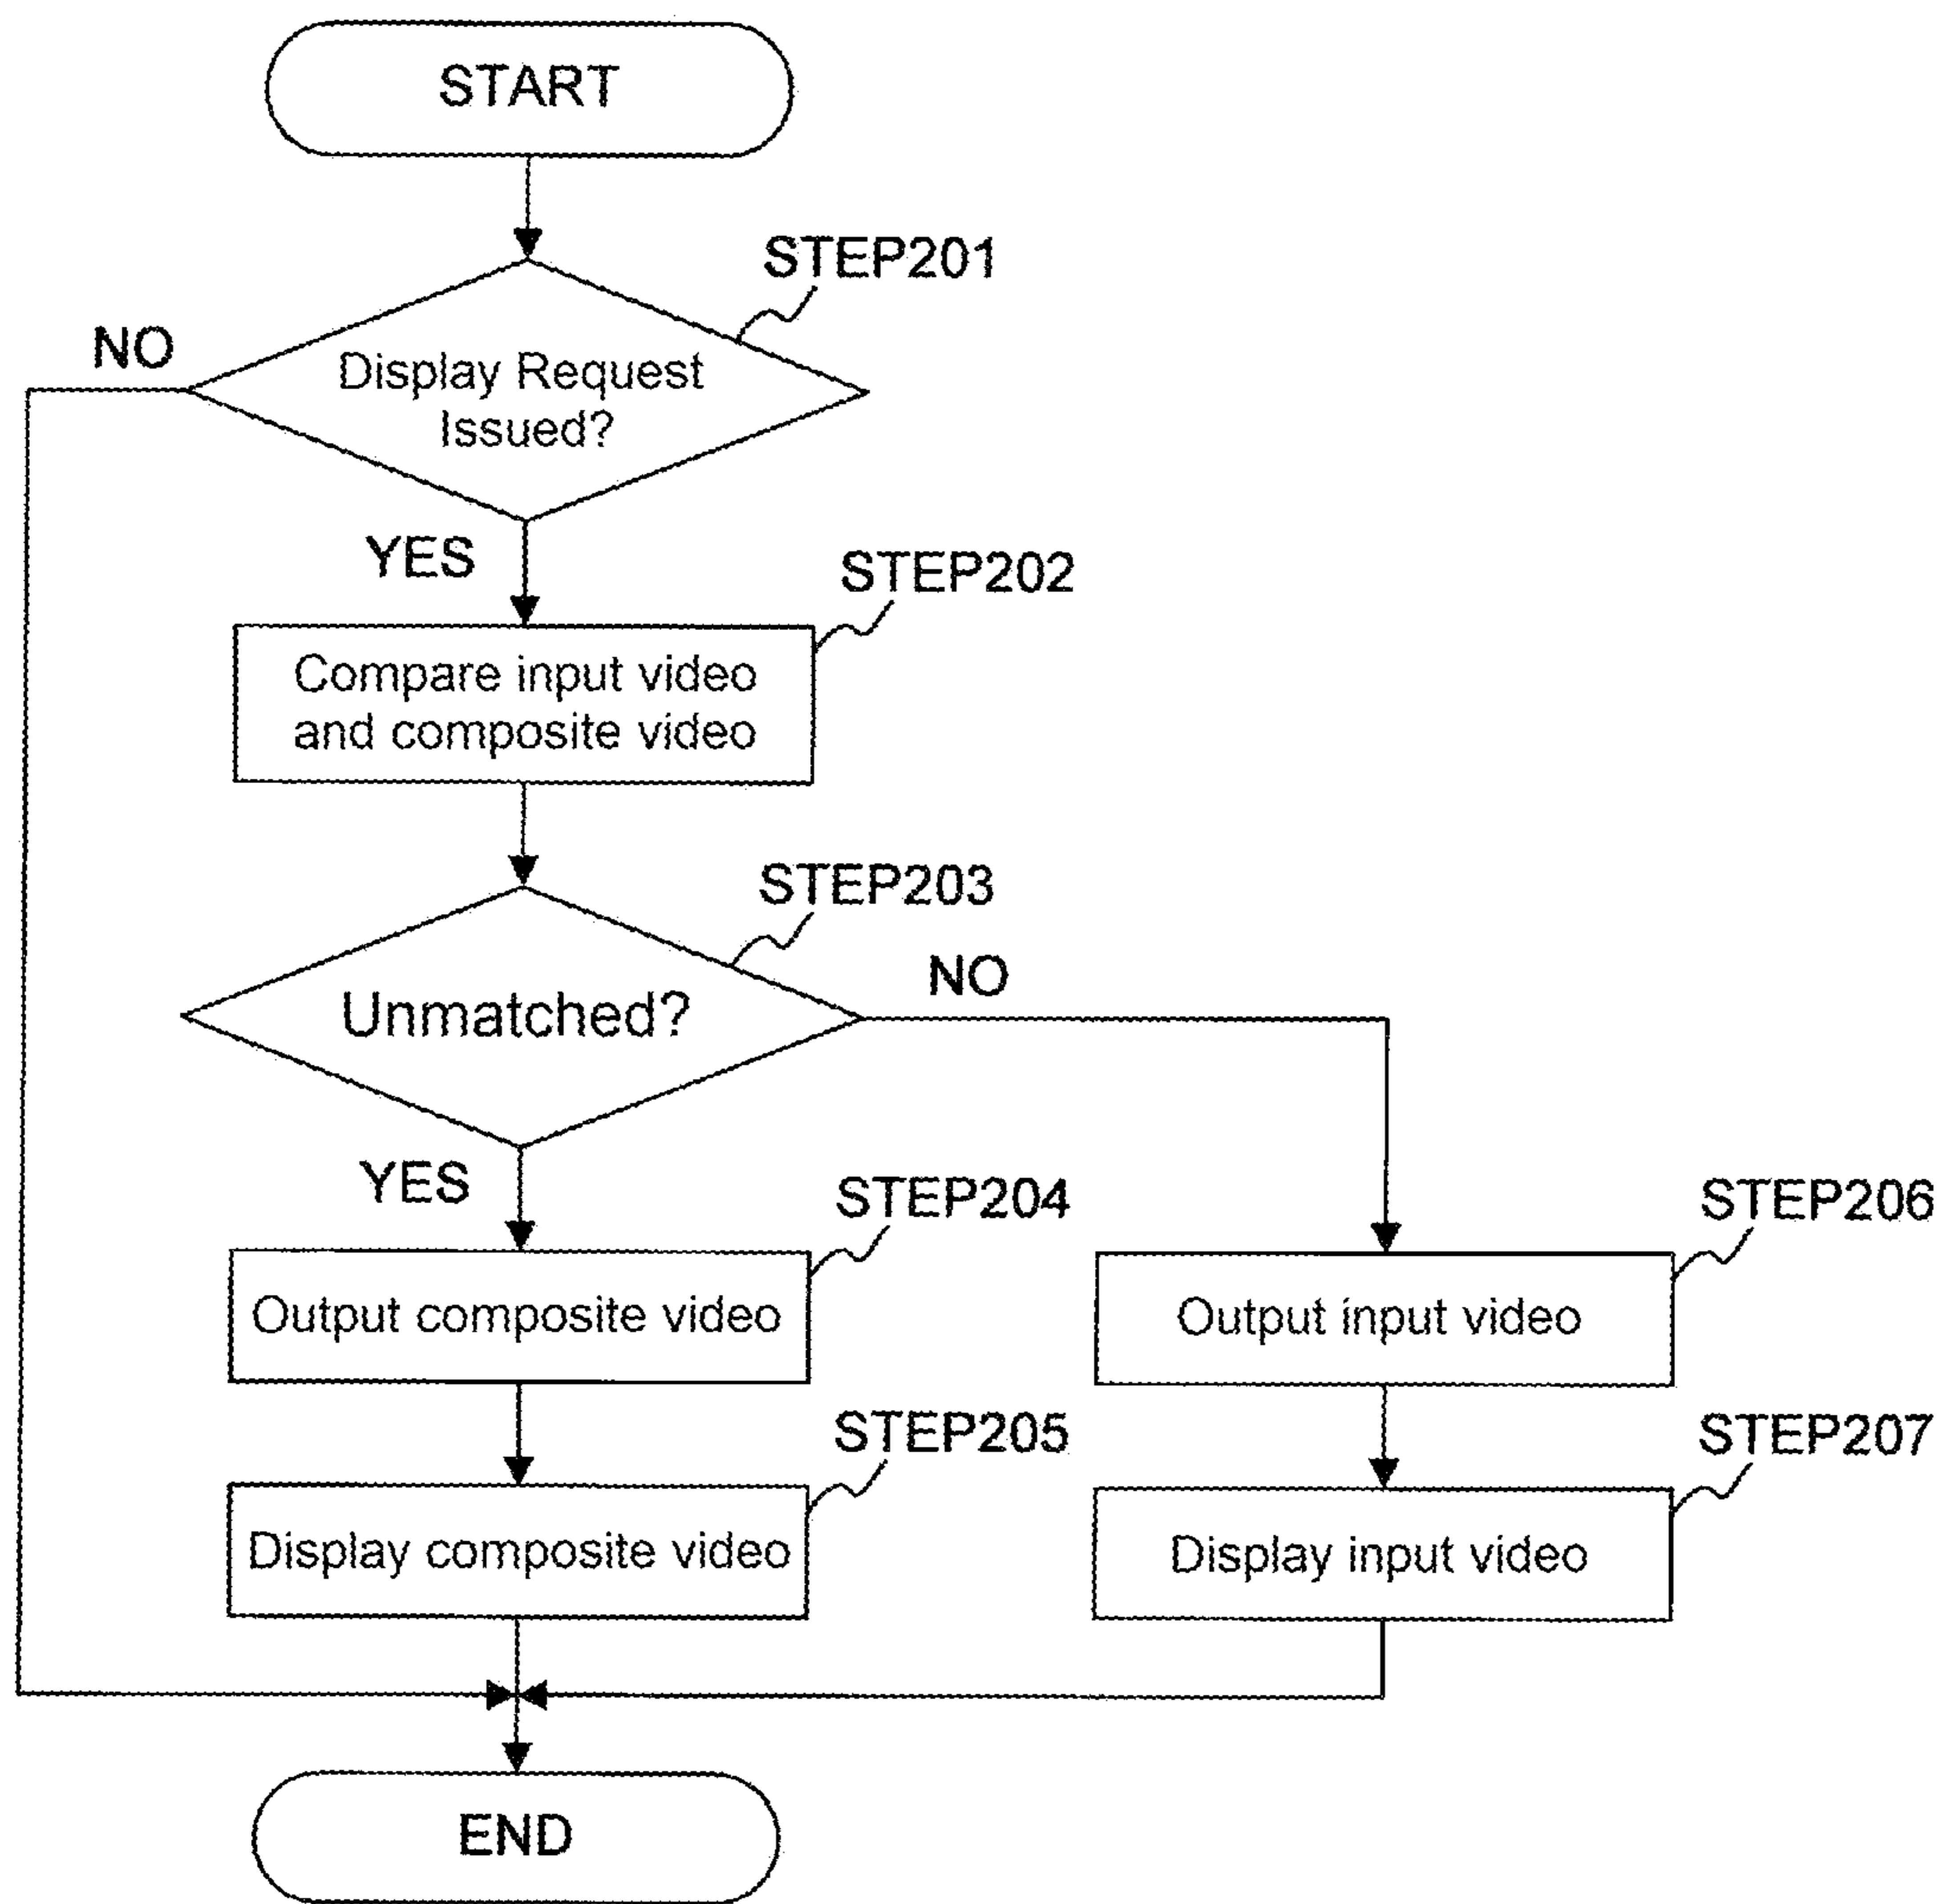 START
STEP201
NO
Display Request
Issued?
YES
STEP202
Compare input video
and composite video
STEP203
NO
Unmatched?
YES
STEP204
STEP206
Output composite video
Output input video
STEP205
STEP207
Display composite video
Display input video
END